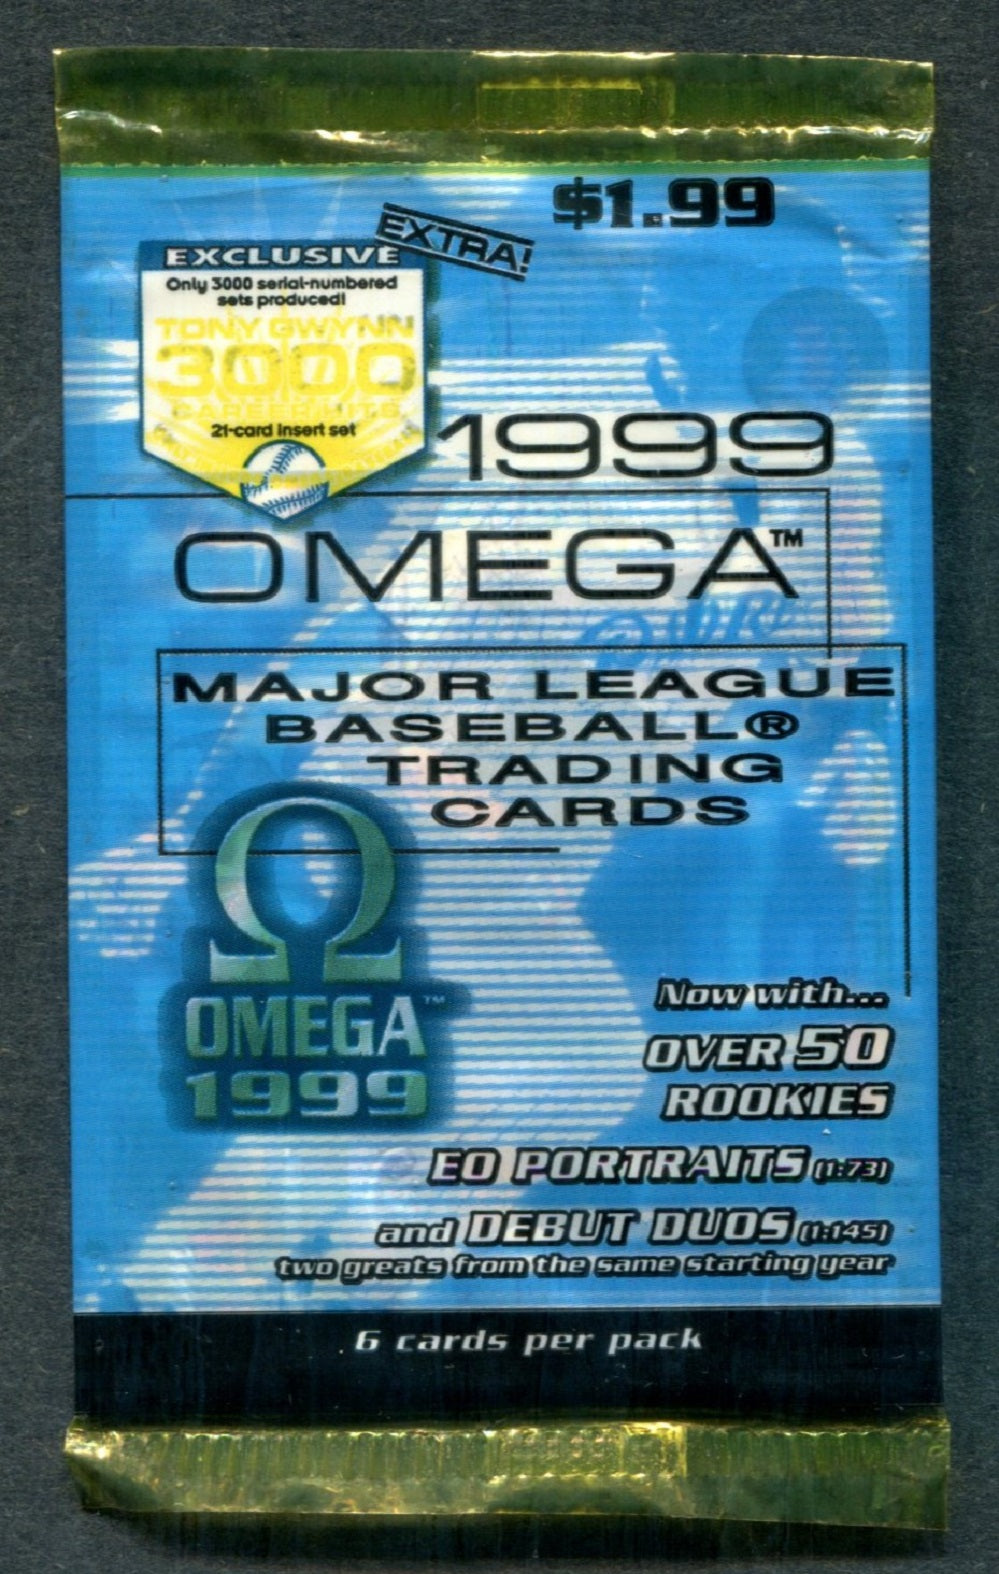 $1.99
EXTRA!
EXCLUSIVE
Only 3000 serial-numbered
sets produced!
TONY GWYNN
3000
CAREER HITS
21-card insert set
1999
OMEGA™
MAJOR LEAGUE
BASEBALL®
TRADING
CARDS
Ω
OMEGA™
1999
Now with...
OVER 50
ROOKIES
EO PORTRAITS (1:73)
and DEBUT DUOS (1:145)
two greats from the same starting year
6 cards per pack